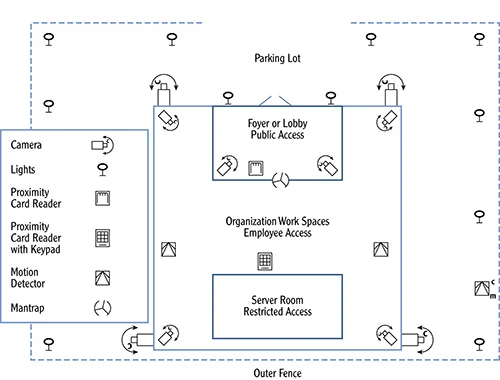 Parking Lot
Foyer or Lobby
Public Access
Camera
Lights
Proximity
Card Reader
Proximity
Card Reader
with Keypad
Motion
Detector
Mantrap
Organization Work Spaces
Employee Access
c
m
Server Room
Restricted Access
Outer Fence